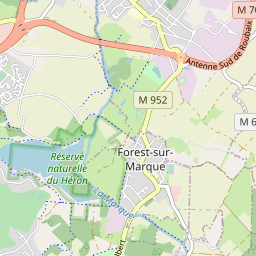 M 70
Antenne Sud de Roubaix
M 952
M 6
Forest-sur-
Marque
Réserve
naturelle
du Héron
La Marque